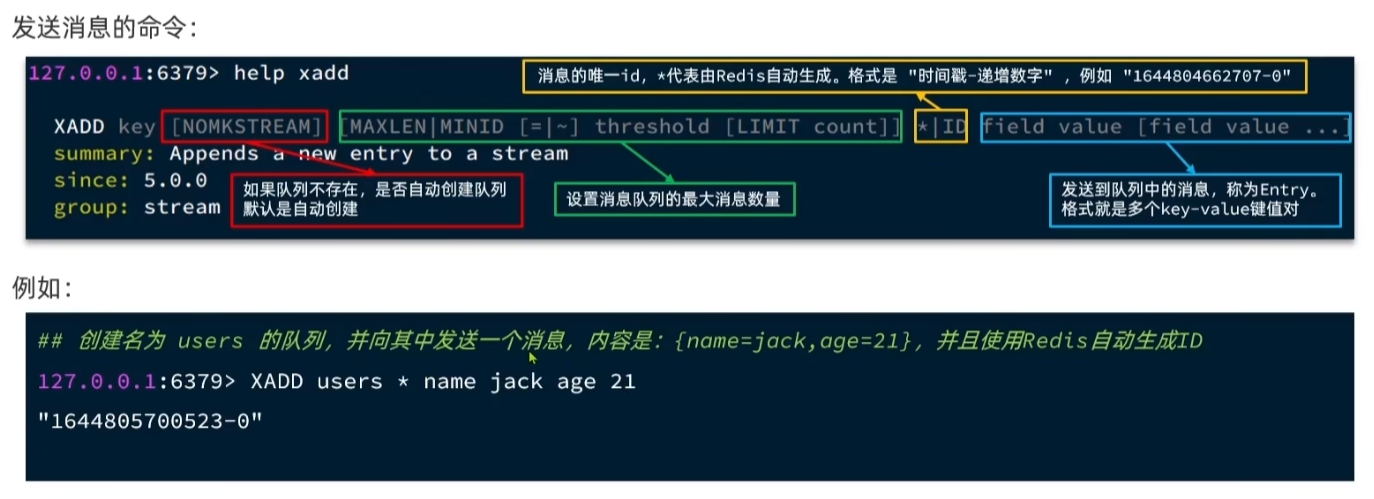 发送消息的命令：
127.0.0.1:6379> help xadd
消息的唯一id，*代表由Redis自动生成。格式是 "时间戳-递增数字" ，例如 "1644804662707-0"
XADD key [NOMKSTREAM] [MAXLEN|MINID [=|~] threshold [LIMIT count]] *|ID field value [field value ...]
summary: Appends a new entry to a stream
since: 5.0.0
group: stream
如果队列不存在，是否自动创建队列
默认是自动创建
设置消息队列的最大消息数量
发送到队列中的消息，称为Entry。
格式就是多个key-value键值对
例如：
## 创建名为 users 的队列，并向其中发送一个消息，内容是：{name=jack,age=21}，并且使用Redis自动生成ID
127.0.0.1:6379> XADD users * name jack age 21
"1644805700523-0"